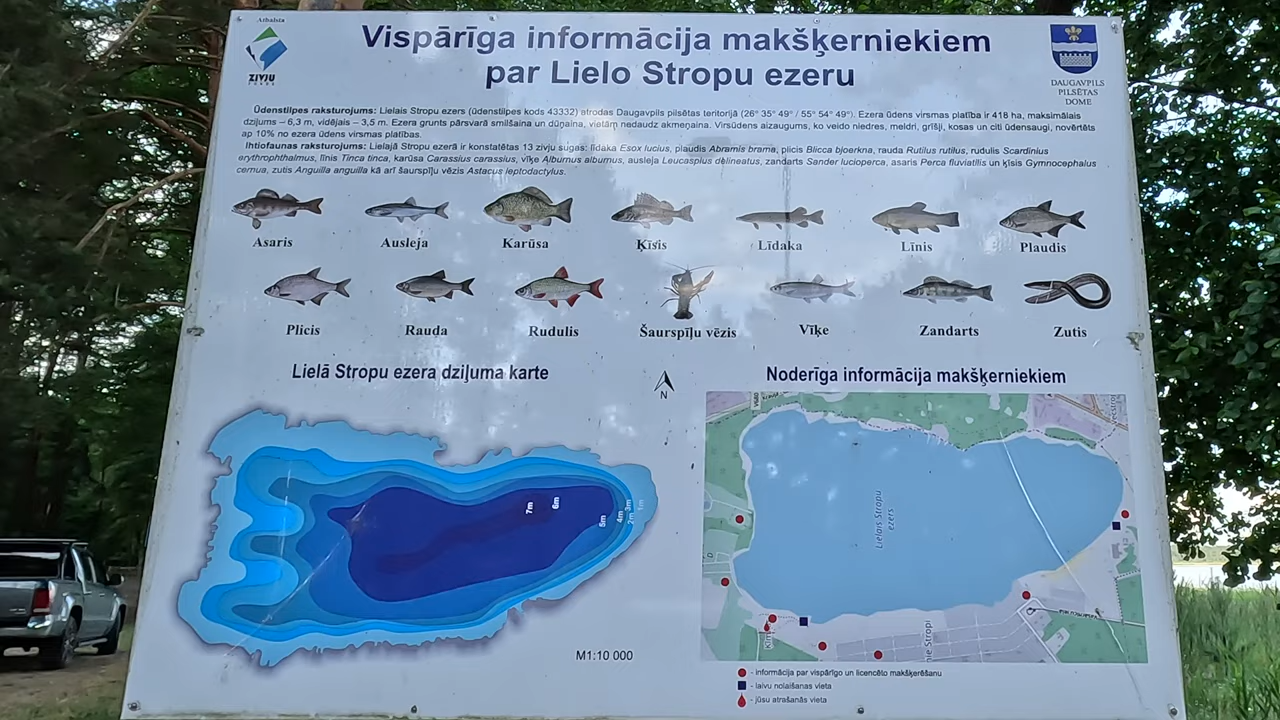 Atbalsta
ZIVJU
FONDS
Vispārīga informācija makšķerniekiem
par Lielo Stropu ezeru
DAUGAVPILS
PILSĒTAS
DOME
Ūdenstilpes raksturojums: Lielais Stropu ezers (ūdenstilpes kods 43332) atrodas Daugavpils pilsētas teritorijā (26° 35" 49" / 55° 54" 49"). Ezera ūdens virsmas platība ir 418 ha, maksimālais
dziļums – 6,3 m, vidējais – 3,5 m. Ezera grunts pārsvarā smilšaina un dūņaina, vietām nedaudz akmeņaina. Virsūdens aizaugums, ko veido niedres, meldri, grīšļi, kosas un citi ūdensaugi, novērtēts
ap 10% no ezera ūdens virsmas platības.
Ihtiofaunas raksturojums: Lielajā Stropu ezerā ir konstatētas 13 zivju sugas: līdaka Esox lucius, plaudis Abramis brama, plicis Blicca bjoerkna, rauda Rutilus rutilus, rudulis Scardinius
erythrophthalmus, līnis Tinca tinca, karūsa Carassius carassius, vīķe Alburnus alburnus, ausleja Leucaspius delineatus, zandarts Sander lucioperca, asaris Perca fluviatilis un ķīsis Gymnocephalus
cernua, zutis Anguilla anguilla kā arī šaurspīļu vēzis Astacus leptodactylus.
Asaris Ausleja Karūsa Ķīsis Līdaka Līnis Plaudis
Plicis Rauda Rudulis Šaurspīļu vēzis Vīķe Zandarts Zutis
Lielā Stropu ezera dziļuma karte
N
Noderīga informācija makšķerniekiem
7m 6m 5m 4m 3m 2m 1m
M1:10 000
Lielais Stropu
ezers
- informācija par vispārīgo un licencēto makšķerēšanu
- laivu nolaišanas vieta
- jūsu atrašanās vieta